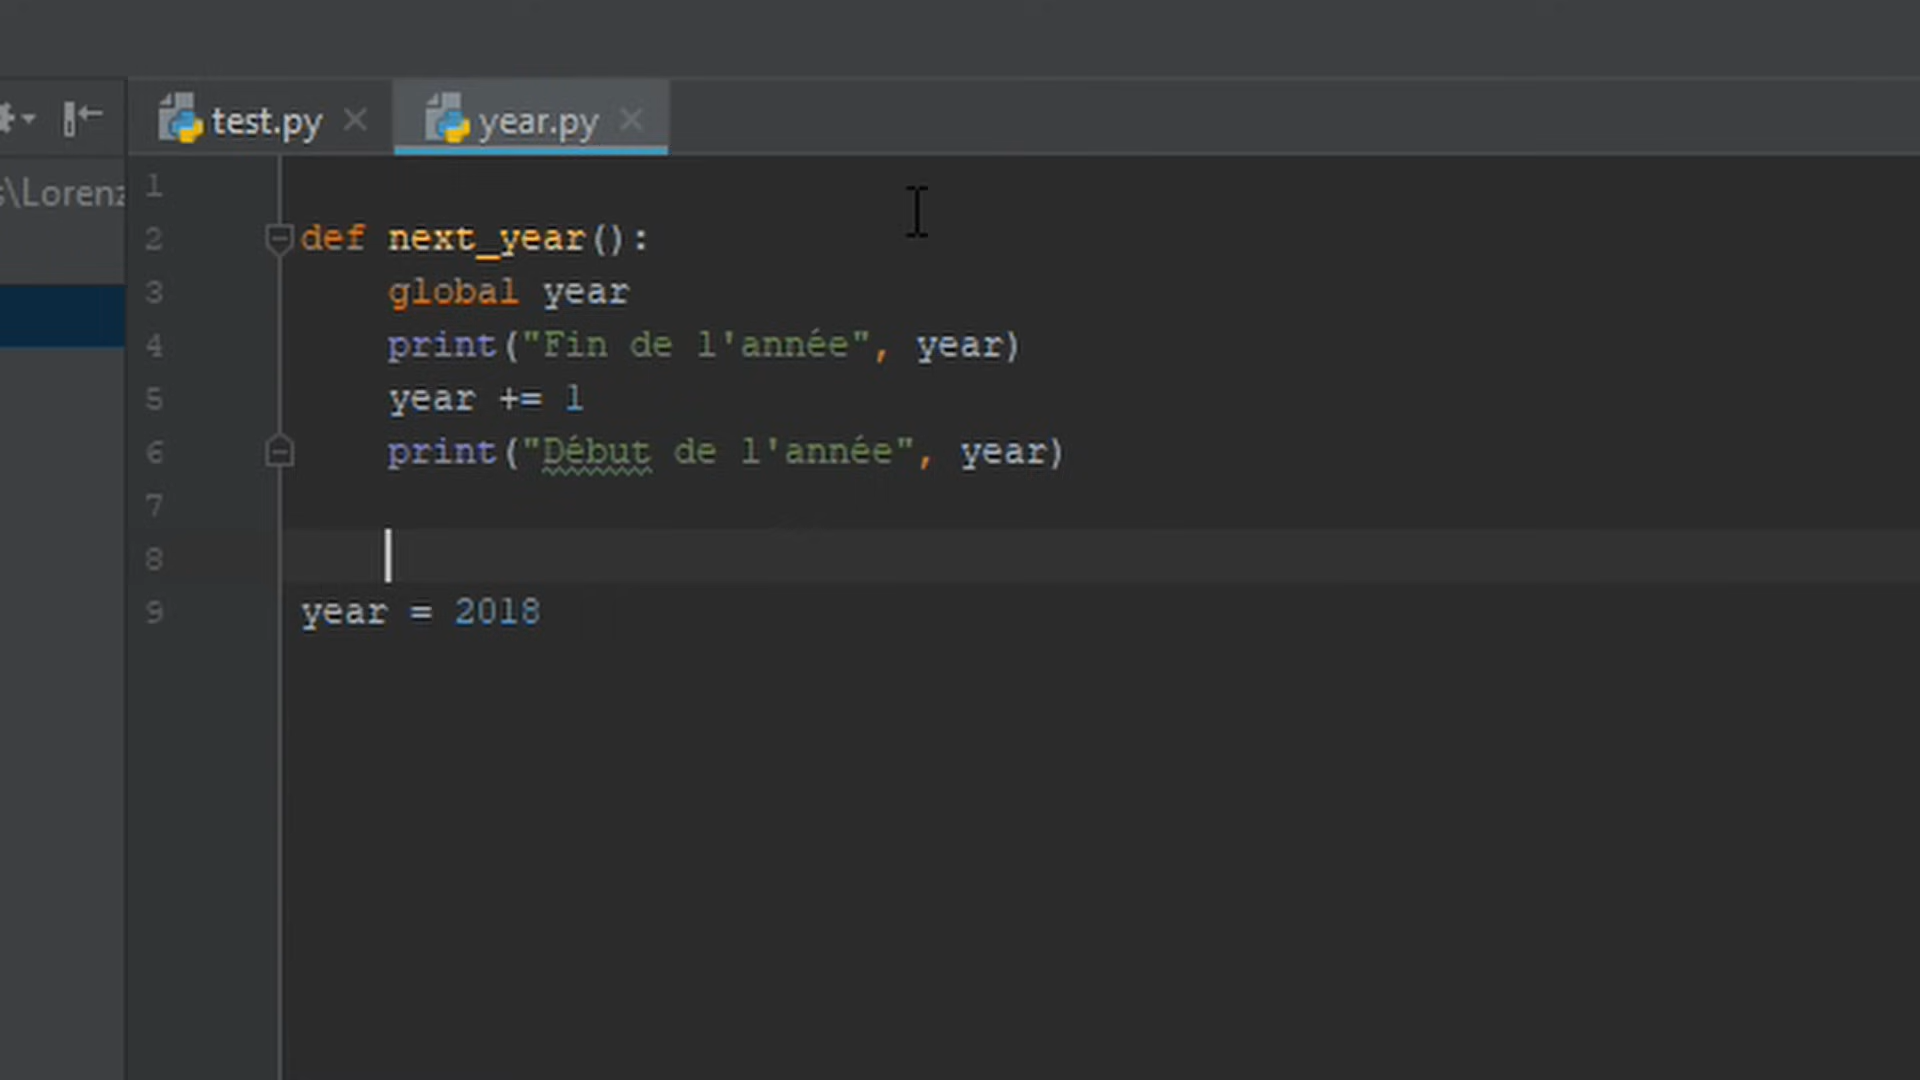 test.py
year.py
s\Lorenz
1
2 def next_year():
3 global year
4 print("Fin de l'année", year)
5 year += 1
6 print("Début de l'année", year)
7
8
9 year = 2018